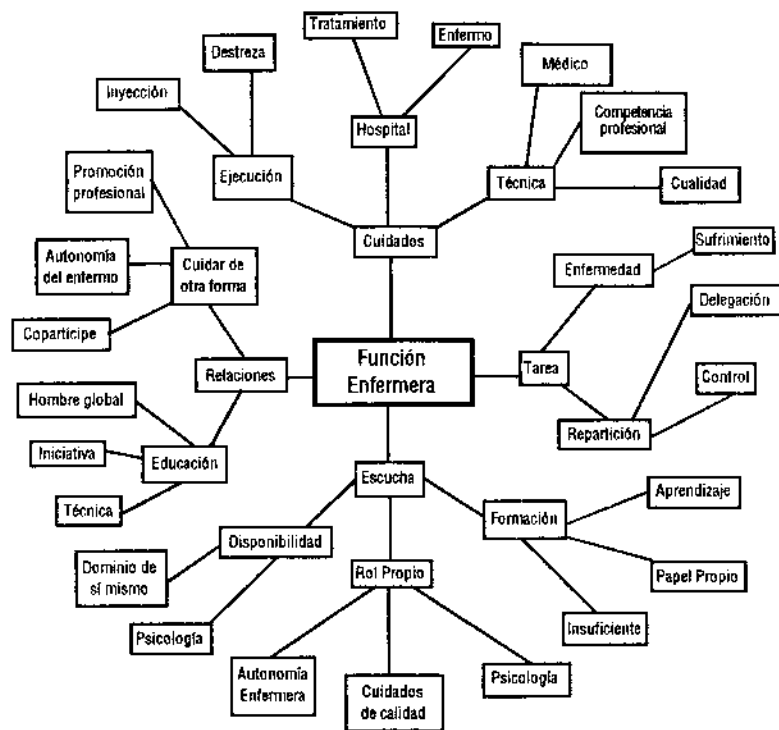 Tratamiento
Enfermo
Destreza
Médico
Inyección
Competencia
profesional
Hospital
Promoción
profesional
Ejecución
Técnica
Cualidad
Cuidados
Sufrimiento
Autonomía
del enfermo
Cuidar de
otra forma
Enfermedad
Delegación
Copartícipe
Relaciones
Función
Enfermera
Tarea
Control
Hombre global
Repartición
Iniciativa
Educación
Escucha
Aprendizaje
Técnica
Formación
Disponibilidad
Dominio de
sí mismo
Rol Propio
Papel Propio
Psicología
Insuficiente
Autonomía
Enfermera
Cuidados
de calidad
Psicología